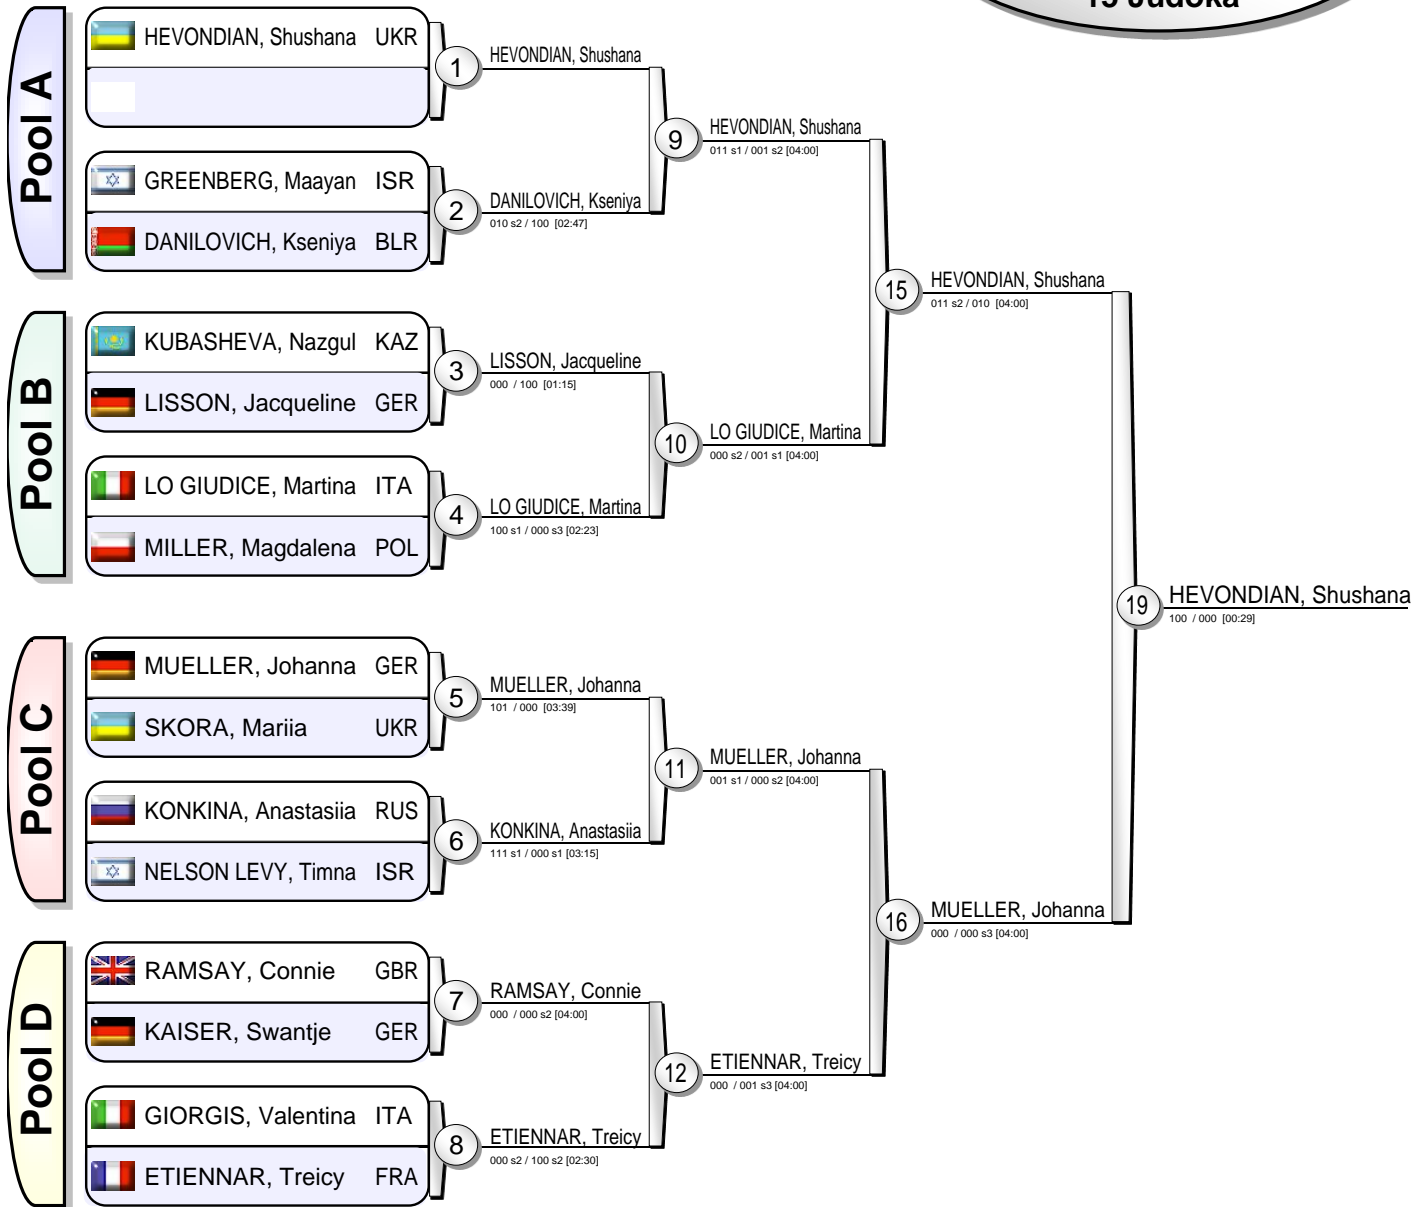 15 Judoka
Pool A
HEVONDIAN, Shushana UKR
1
HEVONDIAN, Shushana
GREENBERG, Maayan ISR
DANILOVICH, Kseniya BLR
2
DANILOVICH, Kseniya
010 s2 / 100 [02:47]
9
HEVONDIAN, Shushana
011 s1 / 001 s2 [04:00]
Pool B
KUBASHEVA, Nazgul KAZ
LISSON, Jacqueline GER
3
LISSON, Jacqueline
000 / 100 [01:15]
LO GIUDICE, Martina ITA
MILLER, Magdalena POL
4
LO GIUDICE, Martina
100 s1 / 000 s3 [02:23]
10
LO GIUDICE, Martina
000 s2 / 001 s1 [04:00]
15
HEVONDIAN, Shushana
011 s2 / 010 [04:00]
Pool C
MUELLER, Johanna GER
SKORA, Mariia UKR
5
MUELLER, Johanna
101 / 000 [03:39]
KONKINA, Anastasiia RUS
NELSON LEVY, Timna ISR
6
KONKINA, Anastasiia
111 s1 / 000 s1 [03:15]
11
MUELLER, Johanna
001 s1 / 000 s2 [04:00]
Pool D
RAMSAY, Connie GBR
KAISER, Swantje GER
7
RAMSAY, Connie
000 / 000 s2 [04:00]
GIORGIS, Valentina ITA
ETIENNAR, Treicy FRA
8
ETIENNAR, Treicy
000 s2 / 100 s2 [02:30]
12
ETIENNAR, Treicy
000 / 001 s3 [04:00]
16
MUELLER, Johanna
000 / 000 s3 [04:00]
19
HEVONDIAN, Shushana
100 / 000 [00:29]